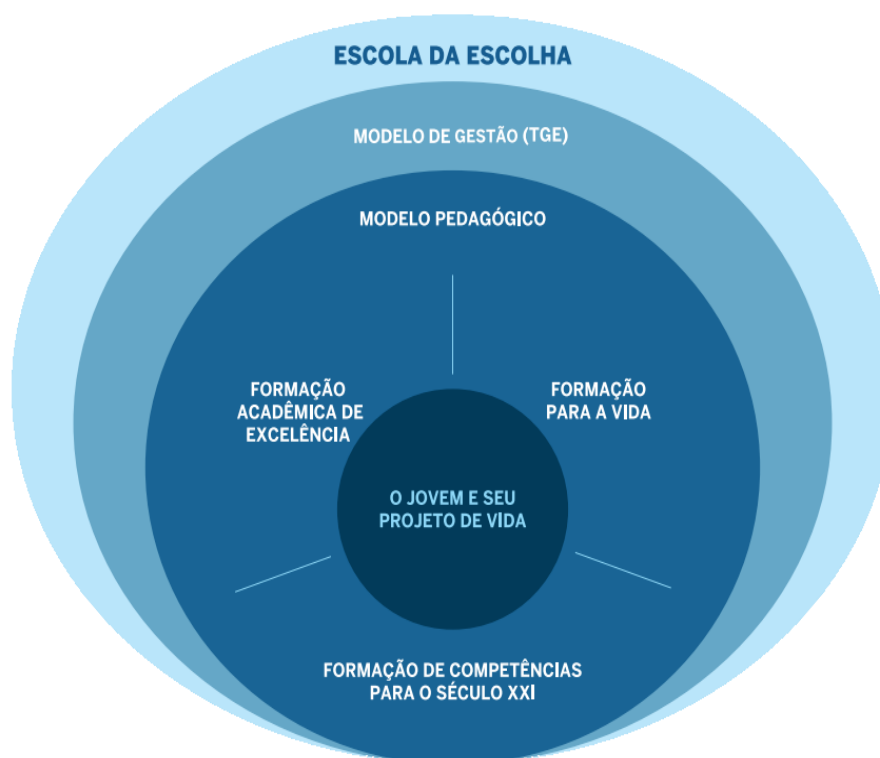 ESCOLA DA ESCOLHA
MODELO DE GESTÃO (TGE)
MODELO PEDAGÓGICO
FORMAÇÃO
ACADÊMICA DE
EXCELÊNCIA
FORMAÇÃO
PARA A VIDA
O JOVEM E SEU
PROJETO DE VIDA
FORMAÇÃO DE COMPETÊNCIAS
PARA O SÉCULO XXI